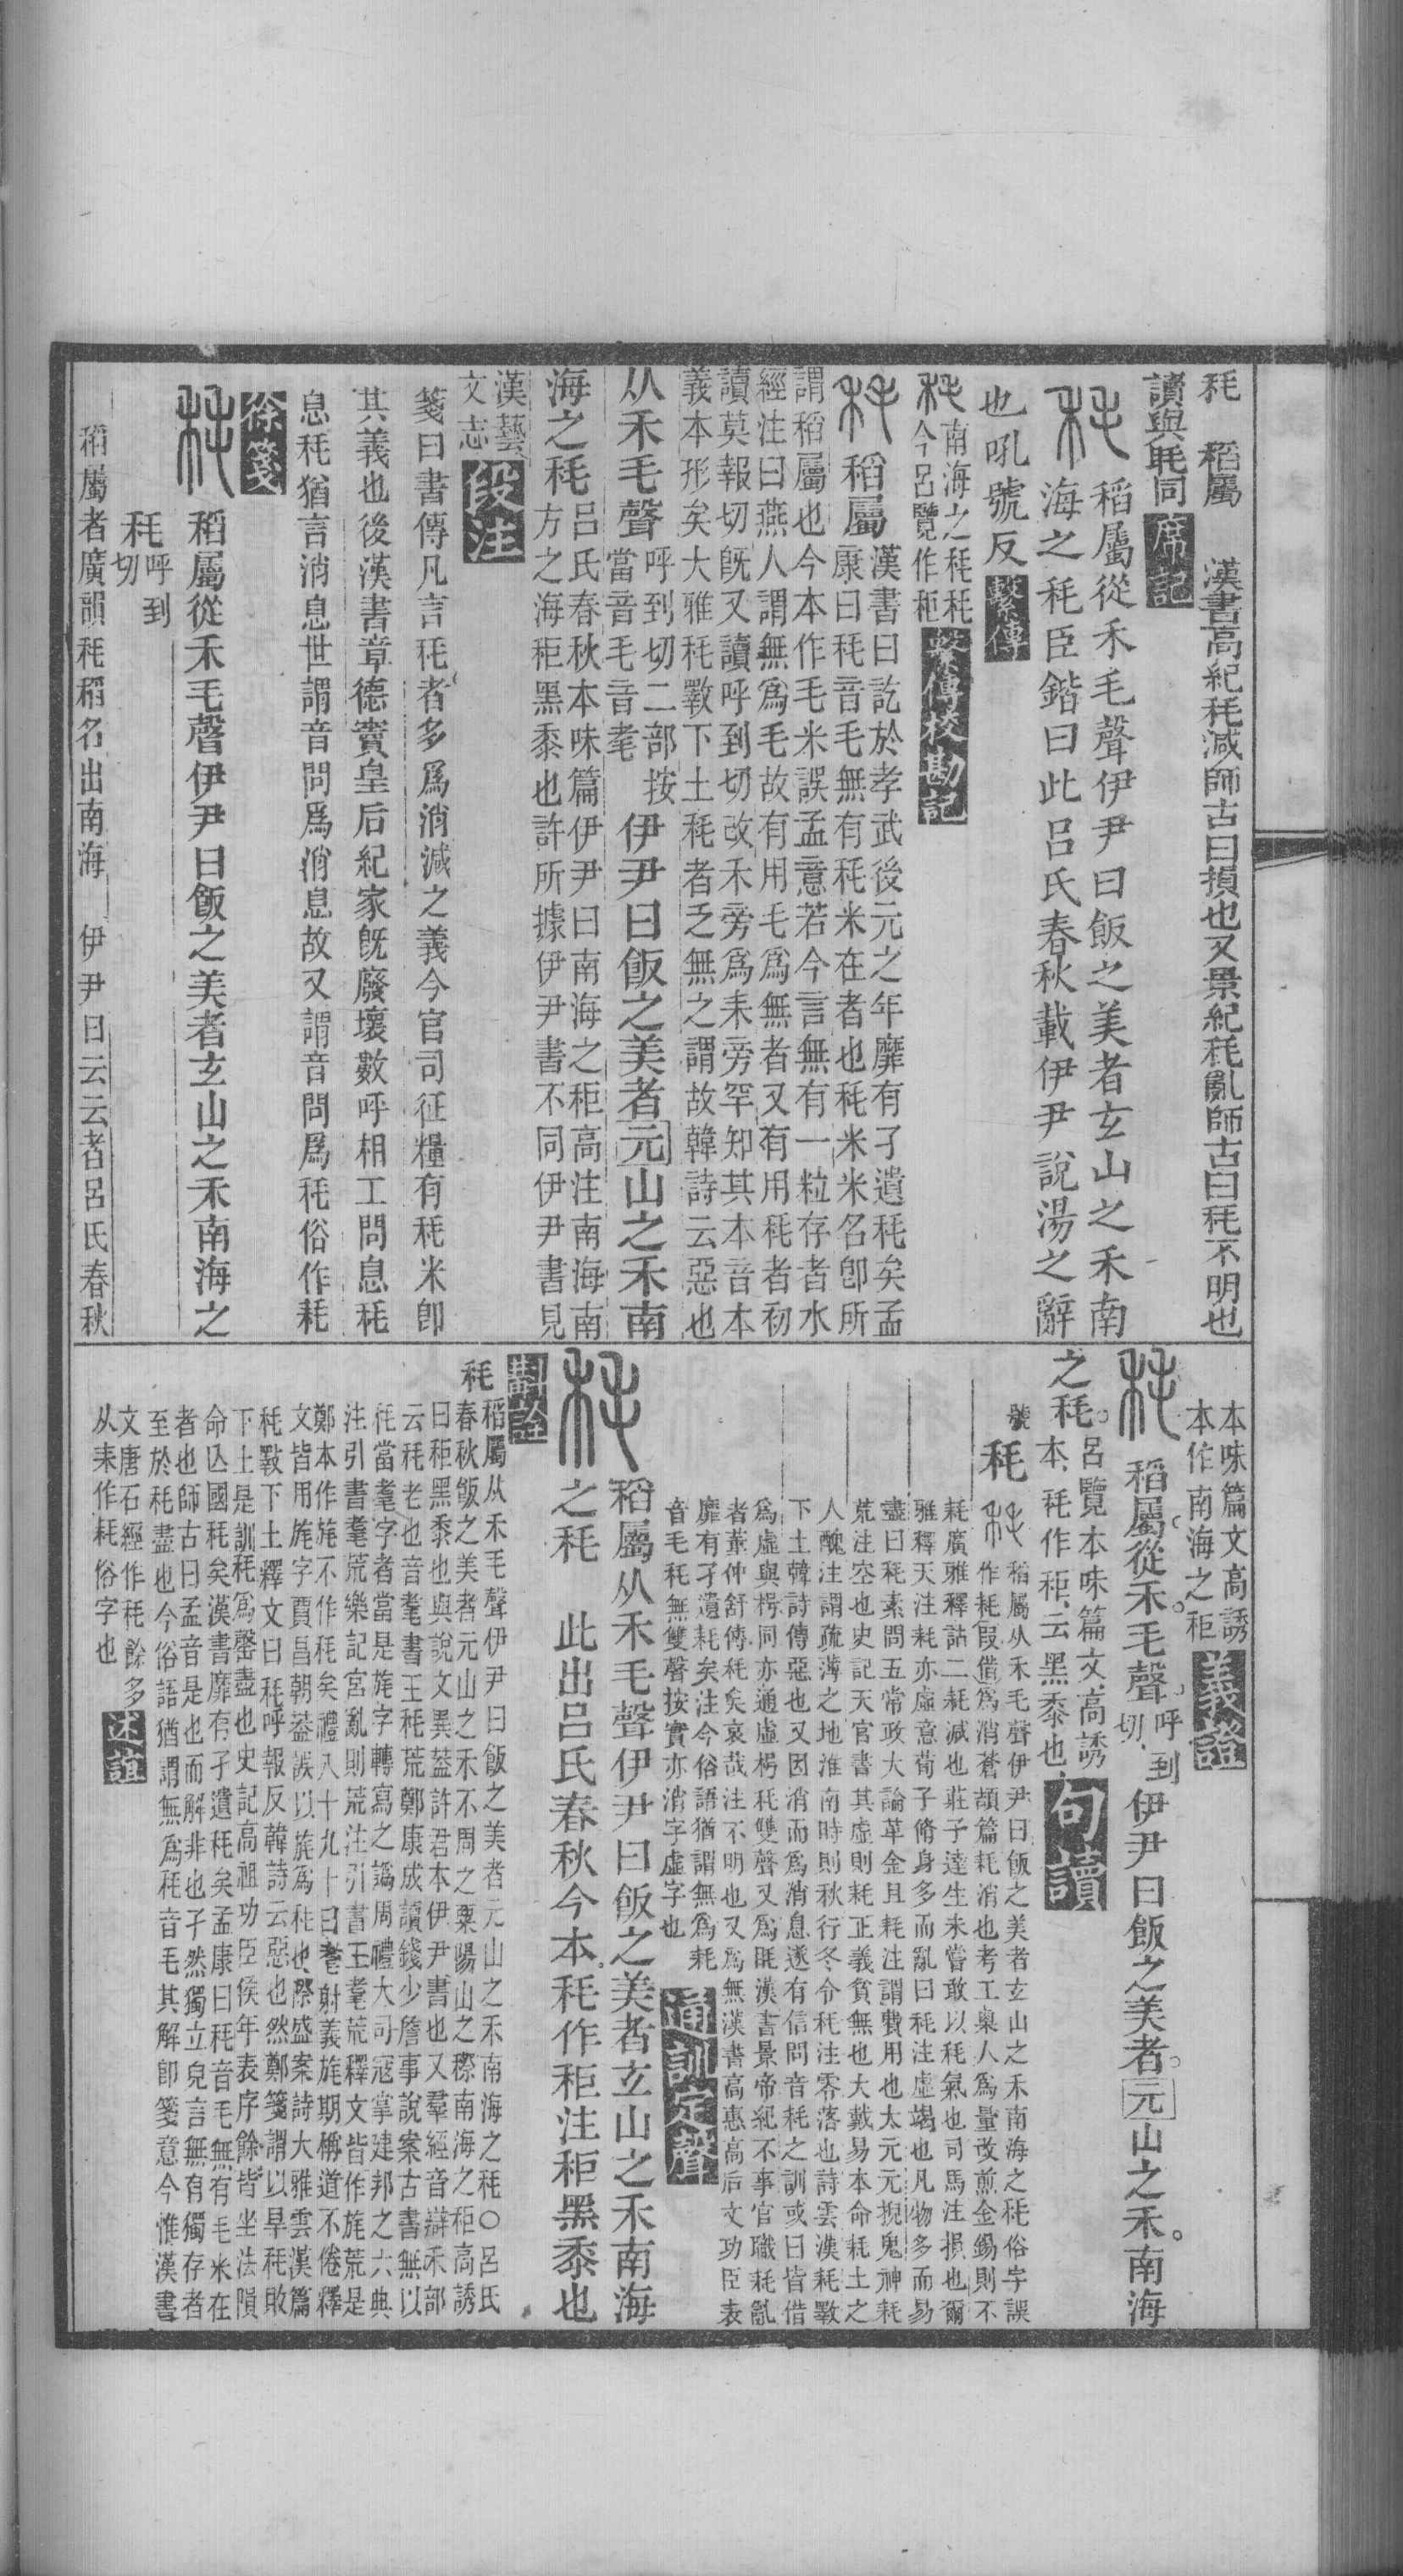 秏　稻屬　漢書高紀秏減師古曰損也又景紀秏亂師古曰秏不明也
讀與眊同　席記
秏　稻屬從禾毛聲伊尹曰飯之美者玄山之禾南
海之秏臣鍇曰此呂氏春秋載伊尹說湯之辭
也吼號反　繫傳
秏　南海之秏秏
今呂覽作秬　繫傳校勘記
秏　稻屬　漢書曰訖於孝武後元之年靡有孑遺秏矣孟
康曰秏音毛無有秏米在者也秏米米名卽所
謂稻屬也今本作毛米誤孟意若今言無有一粒存者水
經注曰燕人謂無爲毛故有用毛爲無者又有用秏者初
讀莫報切旣又讀呼到切改禾旁爲耒旁罕知其本音本
義本形矣大雅秏斁下土秏者乏無之謂故韓詩云惡也
从禾毛聲　呼到切二部按
當音毛音耄　伊尹曰飯之美者元山之禾南
海之秏　呂氏春秋本味篇伊尹曰南海之秬高注南海南
方之海秬黑黍也許所據伊尹書不同伊尹書見
漢藝
文志　段注
箋曰書傳凡言秏者多爲消減之義今官司征糧有秏米卽
其義也後漢書章德竇皇后紀家旣廢壞數呼相工問息秏
息秏猶言消息世謂音問爲消息故又謂音問爲秏俗作耗
徐箋
秏　稻屬從禾毛聲伊尹曰飯之美者玄山之禾南海之
秏　呼到
切
稻屬者廣韻秏稻名出南海　伊尹曰云云者呂氏春秋
本味篇文高誘
本作南海之秬　義證
秏　稻屬從禾毛聲　呼到
切　伊尹曰飯之美者元山之禾南海
之秏　呂覽本味篇文高誘
本秏作秬云黑黍也　句讀
號　秏　秏　稻屬从禾毛聲伊尹曰飯之美者玄山之禾南海之秏俗字誤
作耗叚借爲消蒼頡篇耗消也考工㮚人爲量改煎金錫則不
耗廣雅釋詁二耗減也莊子達生未嘗敢以耗氣也司馬注損也爾
雅釋天注耗亦虛意荀子脩身多而亂曰秏注虛竭也凡物多而易
盡曰秏素問五常政大論革金且秏注謂費用也太元元掜鬼神秏
荒注空也史記天官書其虛則耗正義貧無也大戴易本命秏土之
人醜注謂疏薄之地淮南時則秋行冬令秏注零落也詩雲漢秏斁
下土韓詩傳惡也又因消而爲消息遂有信問音耗之訓或曰皆借
爲虛與枵同亦通虛枵秏雙聲又爲眊漢書景帝紀不事官職秏亂
者董仲舒傳秏矣哀哉注不明也又爲無漢書高惠高后文功臣表
靡有孑遺耗矣注今俗語猶謂無爲耗
音毛秏無雙聲按實亦消字虛字也　通訓定聲
秏　稻屬从禾毛聲伊尹曰飯之美者玄山之禾南海
之秏　此出呂氏春秋今本秏作秬注秬黑黍也
斠詮
秏　稻屬从禾毛聲伊尹曰飯之美者元山之禾南海之秏○呂氏
春秋飯之美者元山之禾不周之粟陽山之穄南海之秬高誘
曰秬黑黍也與說文異蓋許君本伊尹書也又羣經音辯禾部
云秏老也音耄書王秏荒鄭康成讀錢少詹事說案古書無以
秏當耄字者當是旄字轉寫之譌周禮大司寇掌建邦之六典
注引書耄荒樂記宮亂則荒注引書王耄荒釋文皆作旄荒是
鄭本作旄不作秏矣禮八十九十曰耄射義旄期稱道不倦釋
文皆用旄字賈昌朝葢誤以旄爲秏也際盛案詩大雅雲漢篇
秏斁下土釋文曰秏呼報反韓詩云惡也然鄭箋謂以旱秏敗
下土是訓秏爲罄盡也史記高祖功臣侯年表序餘皆坐法隕
命亾國秏矣漢書靡有孑遺秏矣孟康曰秏音毛無有毛米在
者也師古曰孟音是也而解非也孑然獨立皃言無有獨存者
至於秏盡也今俗語猶謂無爲秏音毛其解卽箋意今惟漢書
文唐石經作秏餘多
从耒作耗俗字也　述誼